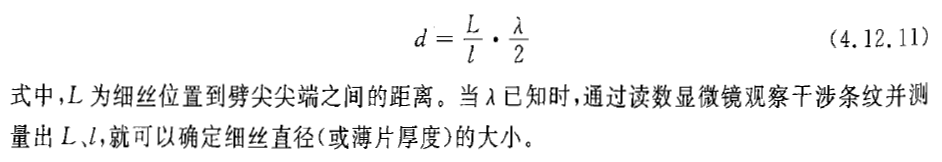 d = L/l · λ/2 (4.12.11)
式中,L 为细丝位置到劈尖尖端之间的距离。当 λ 已知时,通过读数显微镜观察干涉条纹并测
量出 L、l,就可以确定细丝直径(或薄片厚度)的大小。